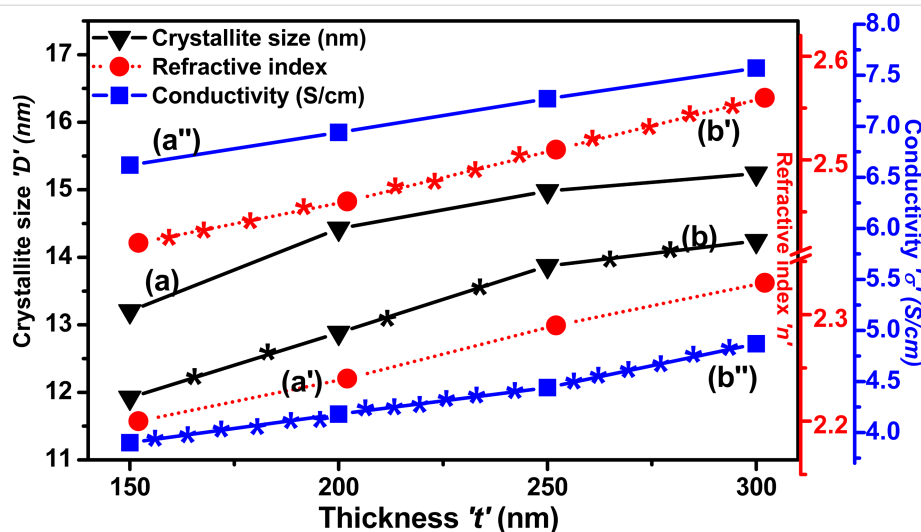 Crystallite size (nm)
Refractive index
Conductivity (S/cm)
(a'')
(b')
(a)
(b)
(a')
(b'')
Crystallite size 'D' (nm)
17
16
15
14
13
12
11
150
200
250
300
Thickness 't' (nm)
2.6
2.5
2.3
2.2
Refractive index 'n'
8.0
7.5
7.0
6.5
6.0
5.5
5.0
4.5
4.0
Conductivity 'σ' (S/cm)